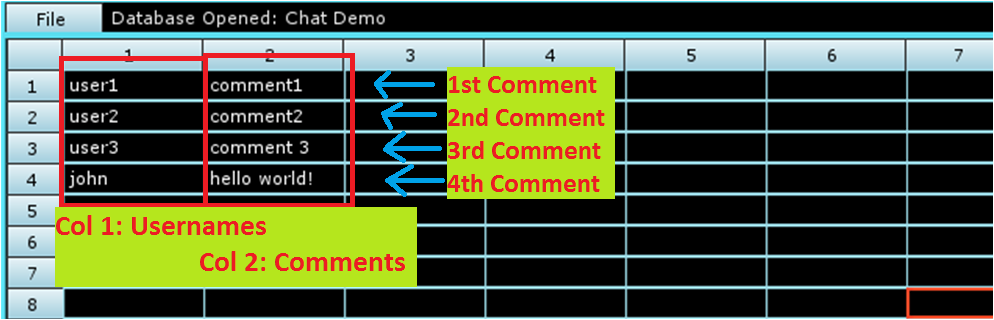 File Database Opened: Chat Demo
1 2 3 4 5 6 7
1 user1 comment1 1st Comment
2 user2 comment2 2nd Comment
3 user3 comment 3 3rd Comment
4 john hello world! 4th Comment
5 Col 1: Usernames
6 Col 2: Comments
7
8